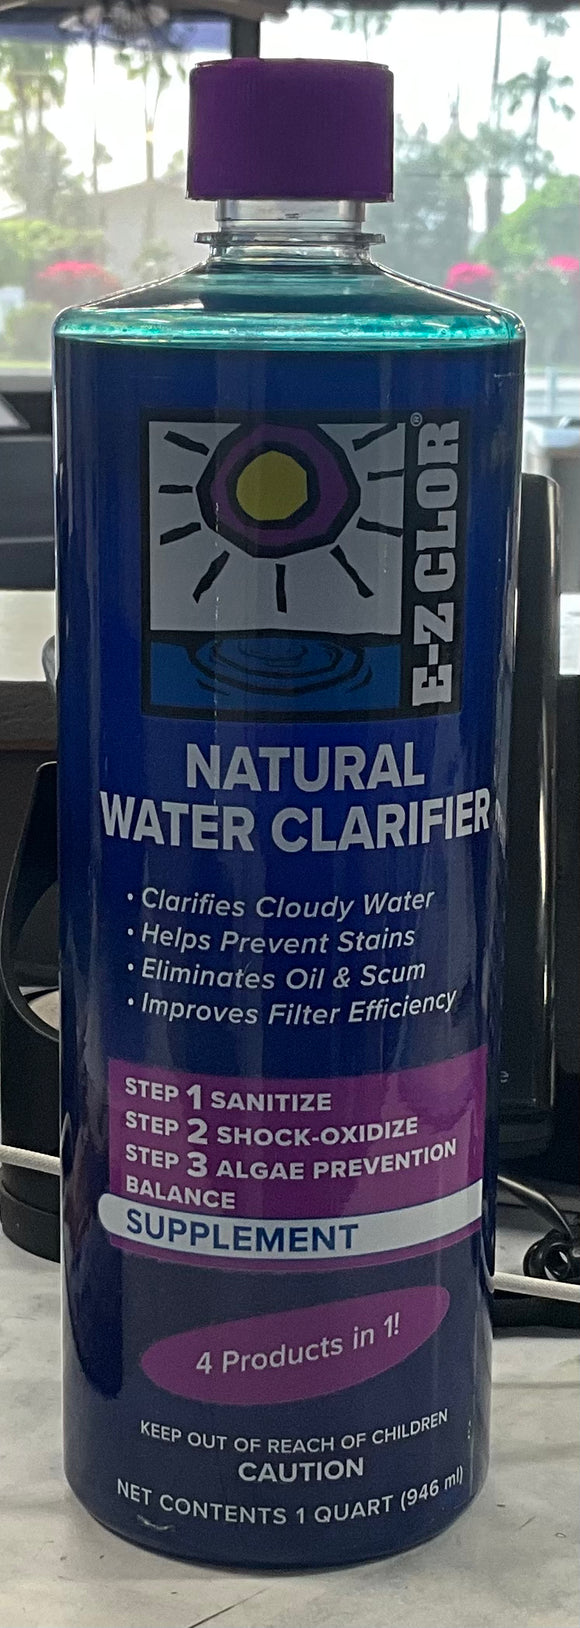 E-Z CLOR®
NATURAL
WATER CLARIFIER
• Clarifies Cloudy Water
• Helps Prevent Stains
• Eliminates Oil & Scum
• Improves Filter Efficiency
STEP 1 SANITIZE
STEP 2 SHOCK-OXIDIZE
STEP 3 ALGAE PREVENTION
BALANCE
SUPPLEMENT
4 Products in 1!
KEEP OUT OF REACH OF CHILDREN
CAUTION
NET CONTENTS 1 QUART (946 ml)